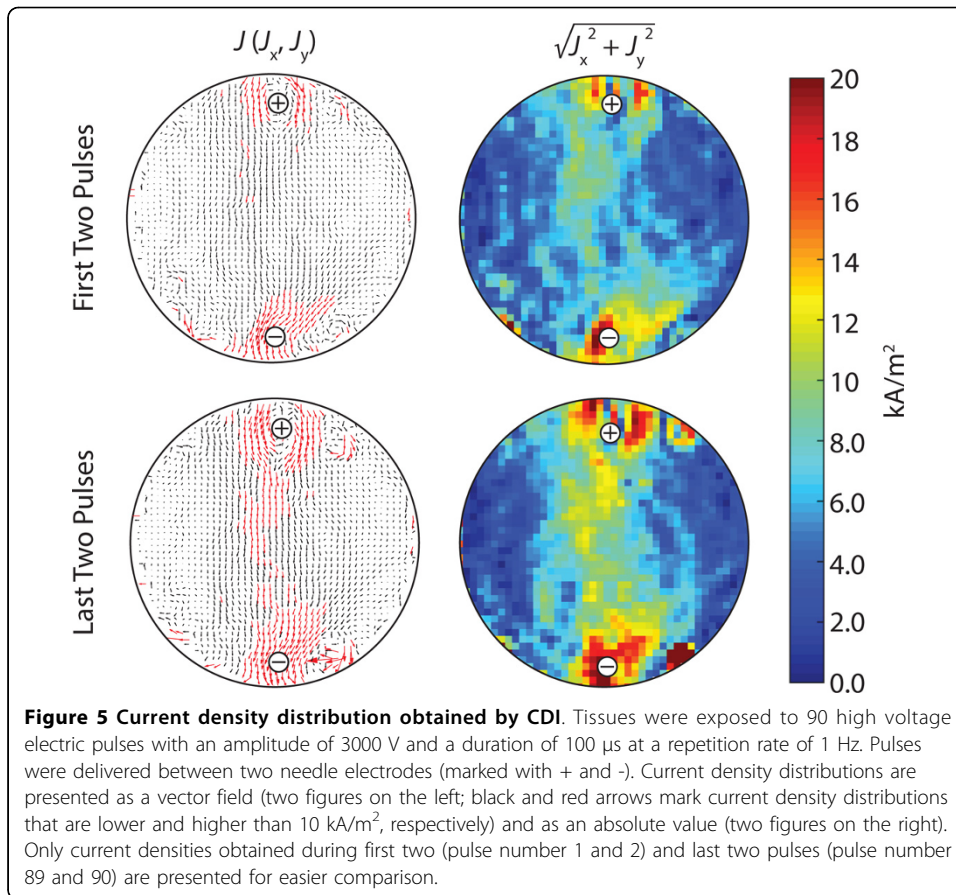 J (Jx, Jy)
√Jx² + Jy²
First Two Pulses
+
+
−
−
Last Two Pulses
+
+
−
−
20
18
16
14
12
10
8.0
6.0
4.0
2.0
0.0
kA/m²
Figure 5 Current density distribution obtained by CDI. Tissues were exposed to 90 high voltage
electric pulses with an amplitude of 3000 V and a duration of 100 μs at a repetition rate of 1 Hz. Pulses
were delivered between two needle electrodes (marked with + and -). Current density distributions are
presented as a vector field (two figures on the left; black and red arrows mark current density distributions
that are lower and higher than 10 kA/m², respectively) and as an absolute value (two figures on the right).
Only current densities obtained during first two (pulse number 1 and 2) and last two pulses (pulse number
89 and 90) are presented for easier comparison.